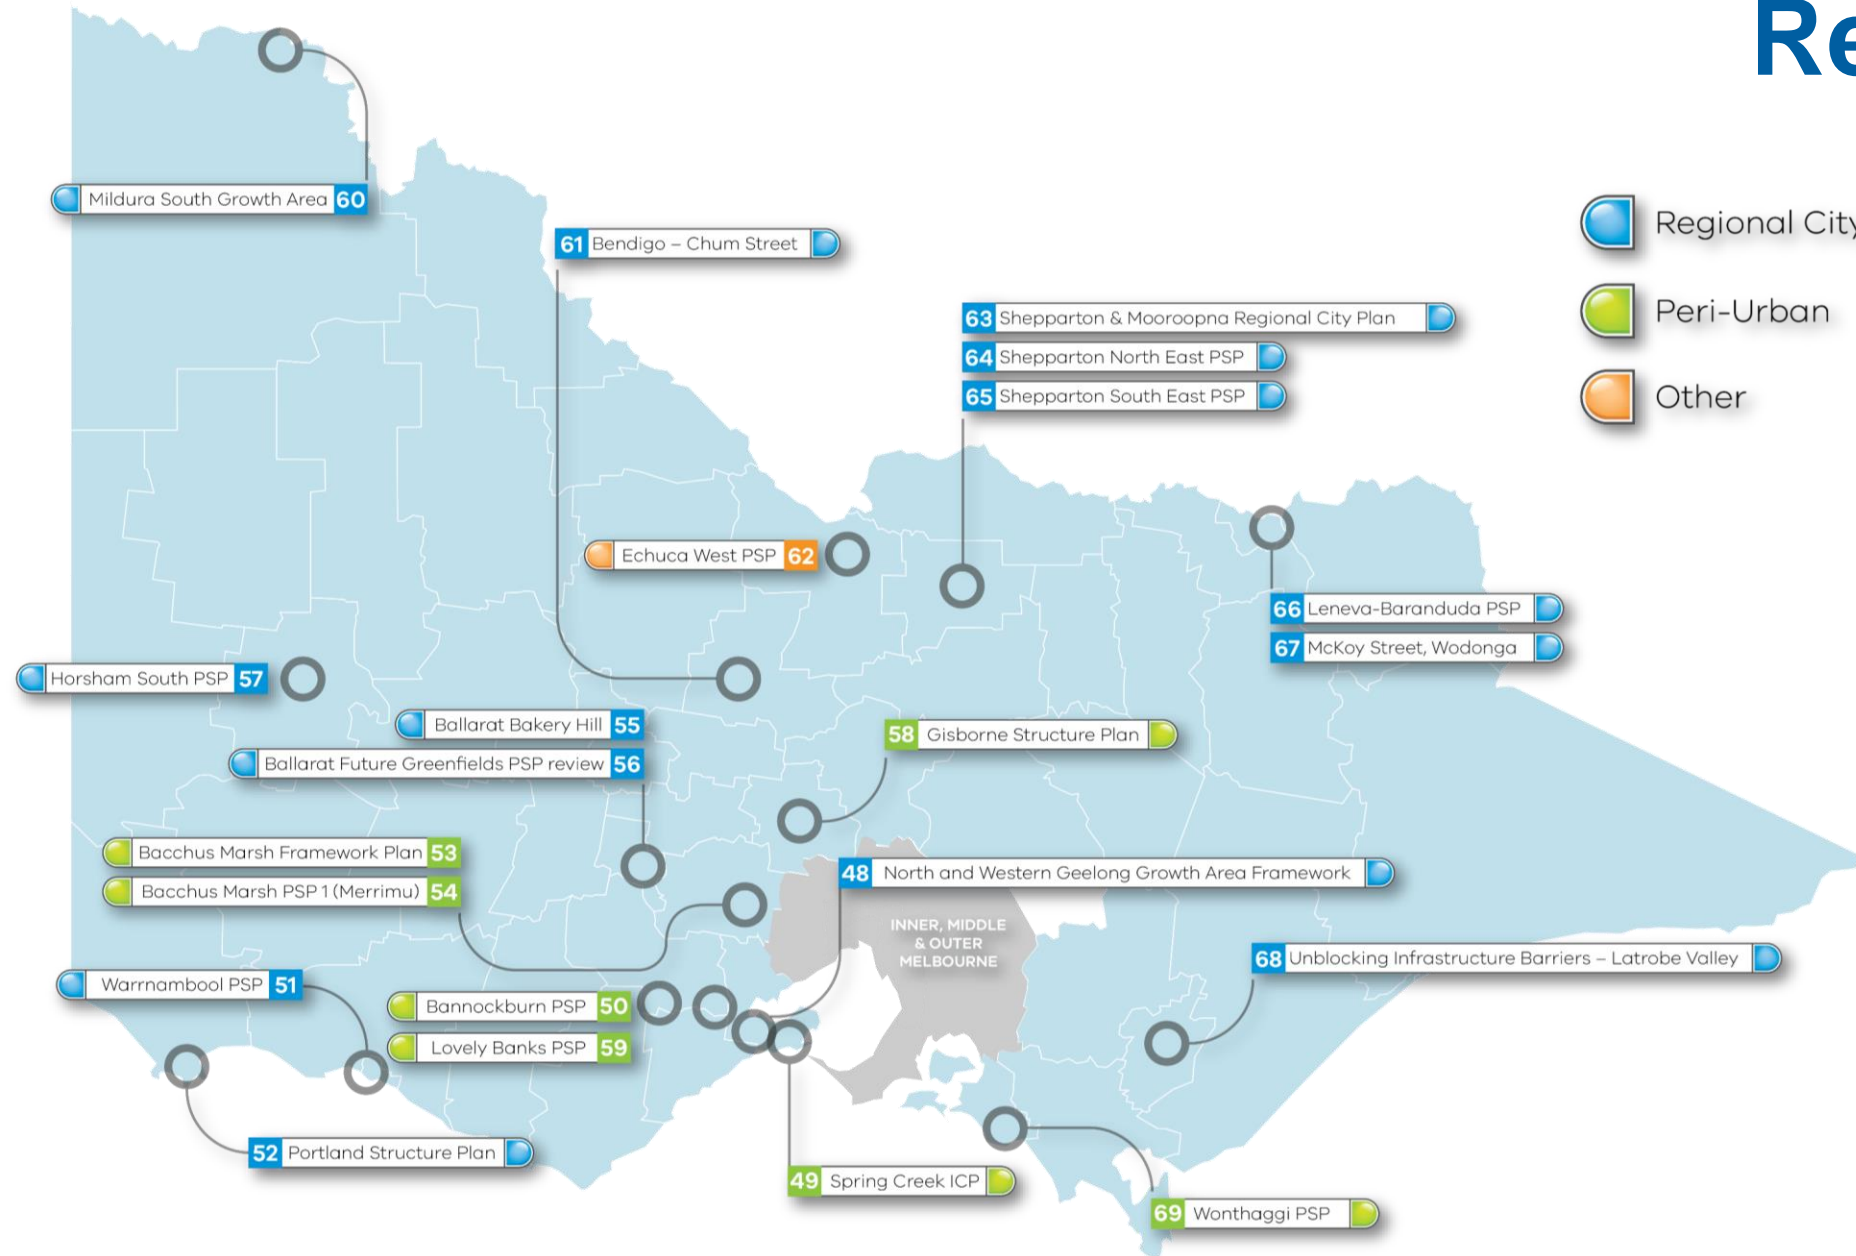 Re
Mildura South Growth Area 60
61 Bendigo – Chum Street
Regional City
Peri-Urban
Other
63 Shepparton & Mooroopna Regional City Plan
64 Shepparton North East PSP
65 Shepparton South East PSP
Echuca West PSP 62
66 Leneva-Baranduda PSP
67 McKoy Street, Wodonga
Horsham South PSP 57
Ballarat Bakery Hill 55
Ballarat Future Greenfields PSP review 56
58 Gisborne Structure Plan
Bacchus Marsh Framework Plan 53
Bacchus Marsh PSP 1 (Merrimu) 54
48 North and Western Geelong Growth Area Framework
INNER, MIDDLE
& OUTER
MELBOURNE
68 Unblocking Infrastructure Barriers – Latrobe Valley
Warrnambool PSP 51
Bannockburn PSP 50
Lovely Banks PSP 59
52 Portland Structure Plan
49 Spring Creek ICP
69 Wonthaggi PSP